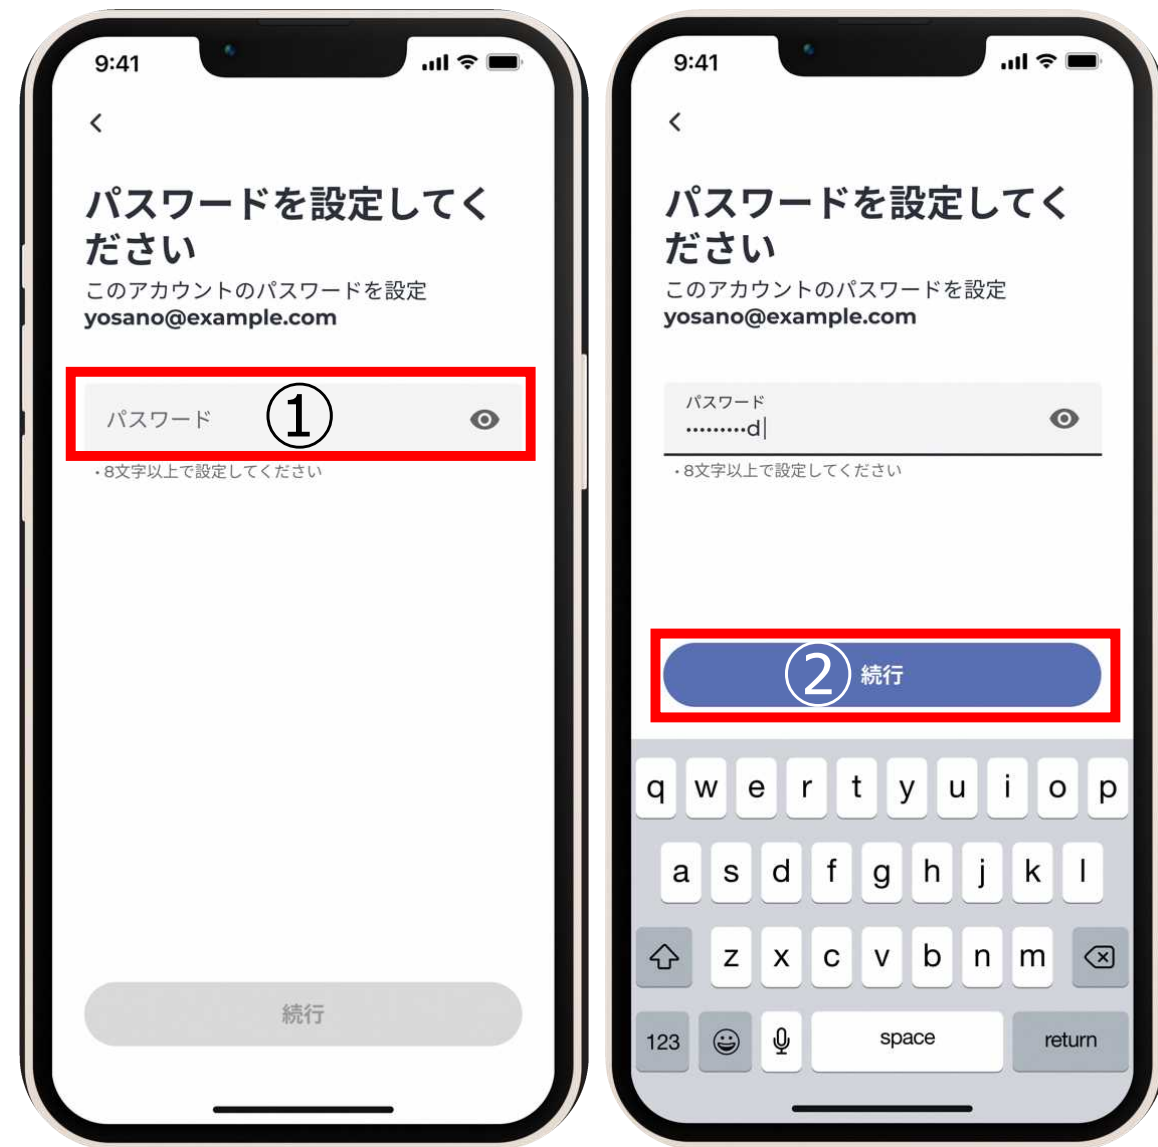 9:41
パスワードを設定してく
ださい
このアカウントのパスワードを設定
yosano@example.com
パスワード
①
・8文字以上で設定してください
続行
9:41
パスワードを設定してく
ださい
このアカウントのパスワードを設定
yosano@example.com
パスワード
•••••••••d
・8文字以上で設定してください
② 続行
q w e r t y u i o p
a s d f g h j k l
z x c v b n m
123 space return